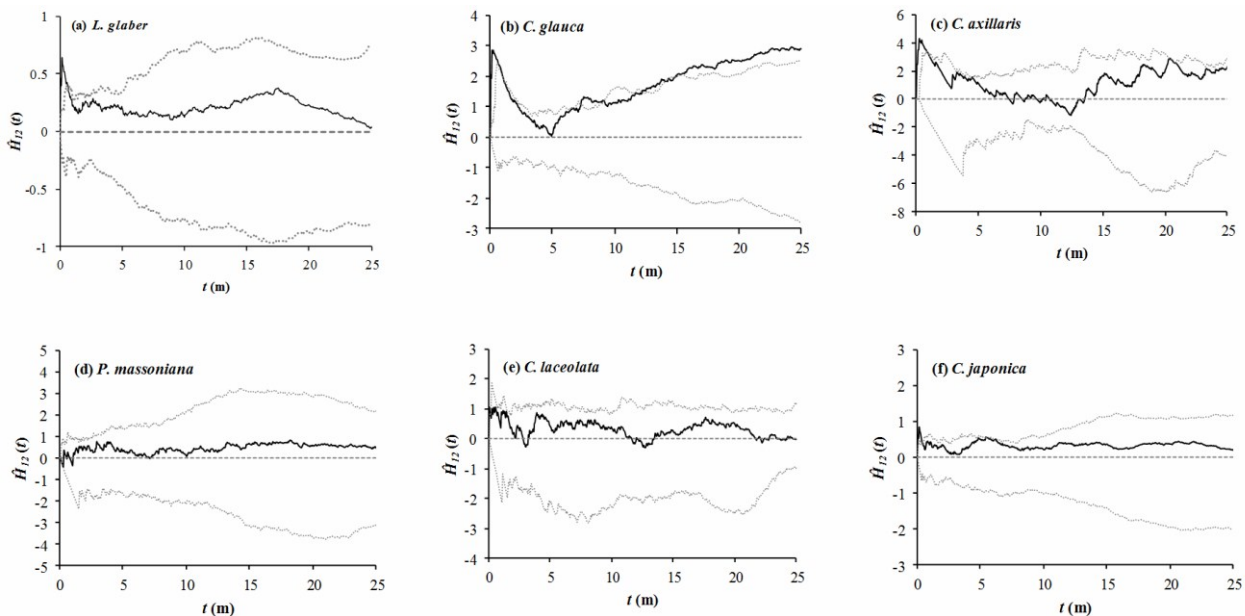 (a) L. glaber
1
0.5
0
-0.5
-1
Ĥ12 (t)
0 5 10 15 20 25
t (m)
(b) C. glauca
4
3
2
1
0
-1
-2
-3
Ĥ12 (t)
0 5 10 15 20 25
t (m)
(c) C. axillaris
6
4
2
0
-2
-4
-6
-8
Ĥ12 (t)
0 5 10 15 20 25
t (m)
(d) P. massoniana
5
4
3
2
1
0
-1
-2
-3
-4
-5
Ĥ12 (t)
0 5 10 15 20 25
t (m)
(e) C. laceolata
3
2
1
0
-1
-2
-3
-4
Ĥ12 (t)
0 5 10 15 20 25
t (m)
(f) C. japonica
3
2
1
0
-1
-2
-3
Ĥ12 (t)
0 5 10 15 20 25
t (m)